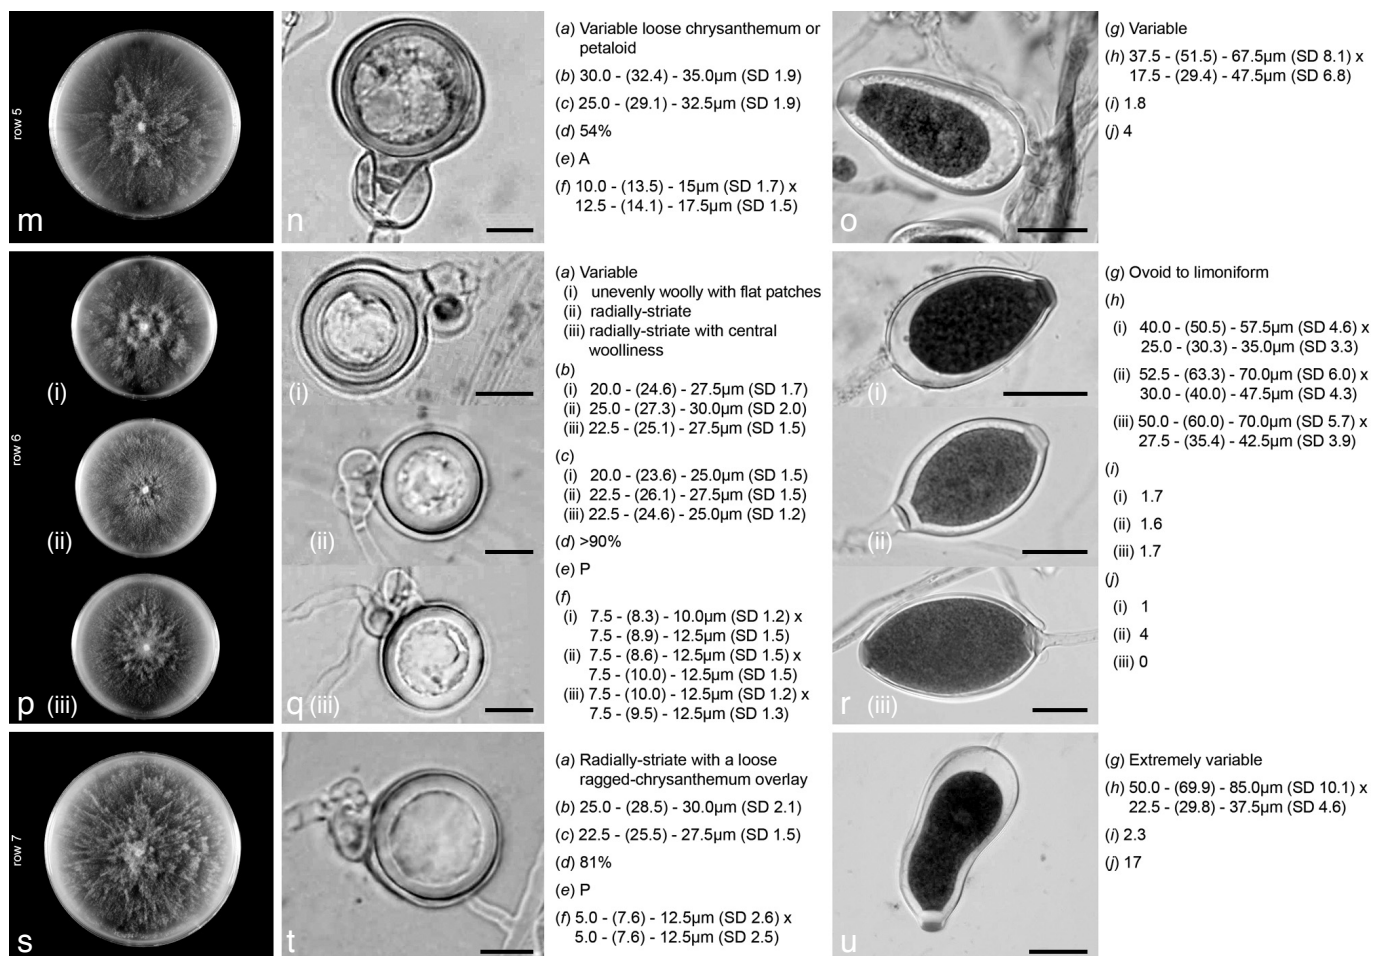 row 5
m
n
(a) Variable loose chrysanthemum or
petaloid
(b) 30.0 - (32.4) - 35.0µm (SD 1.9)
(c) 25.0 - (29.1) - 32.5µm (SD 1.9)
(d) 54%
(e) A
(f) 10.0 - (13.5) - 15µm (SD 1.7) x
12.5 - (14.1) - 17.5µm (SD 1.5)
o
(g) Variable
(h) 37.5 - (51.5) - 67.5µm (SD 8.1) x
17.5 - (29.4) - 47.5µm (SD 6.8)
(i) 1.8
(j) 4
row 6
(i)
(ii)
p (iii)
(i)
(ii)
q (iii)
(a) Variable
(i) unevenly woolly with flat patches
(ii) radially-striate
(iii) radially-striate with central
woolliness
(b)
(i) 20.0 - (24.6) - 27.5µm (SD 1.7)
(ii) 25.0 - (27.3) - 30.0µm (SD 2.0)
(iii) 22.5 - (25.1) - 27.5µm (SD 1.5)
(c)
(i) 20.0 - (23.6) - 25.0µm (SD 1.5)
(ii) 22.5 - (26.1) - 27.5µm (SD 1.5)
(iii) 22.5 - (24.6) - 25.0µm (SD 1.2)
(d) >90%
(e) P
(f)
(i) 7.5 - (8.3) - 10.0µm (SD 1.2) x
7.5 - (8.9) - 12.5µm (SD 1.5)
(ii) 7.5 - (8.6) - 12.5µm (SD 1.5) x
7.5 - (10.0) - 12.5µm (SD 1.5)
(iii) 7.5 - (10.0) - 12.5µm (SD 1.2) x
7.5 - (9.5) - 12.5µm (SD 1.3)
(i)
(ii)
r (iii)
(g) Ovoid to limoniform
(h)
(i) 40.0 - (50.5) - 57.5µm (SD 4.6) x
25.0 - (30.3) - 35.0µm (SD 3.3)
(ii) 52.5 - (63.3) - 70.0µm (SD 6.0) x
30.0 - (40.0) - 47.5µm (SD 4.3)
(iii) 50.0 - (60.0) - 70.0µm (SD 5.7) x
27.5 - (35.4) - 42.5µm (SD 3.9)
(i)
(i) 1.7
(ii) 1.6
(iii) 1.7
(j)
(i) 1
(ii) 4
(iii) 0
row 7
s
t
(a) Radially-striate with a loose
ragged-chrysanthemum overlay
(b) 25.0 - (28.5) - 30.0µm (SD 2.1)
(c) 22.5 - (25.5) - 27.5µm (SD 1.5)
(d) 81%
(e) P
(f) 5.0 - (7.6) - 12.5µm (SD 2.6) x
5.0 - (7.6) - 12.5µm (SD 2.5)
u
(g) Extremely variable
(h) 50.0 - (69.9) - 85.0µm (SD 10.1) x
22.5 - (29.8) - 37.5µm (SD 4.6)
(i) 2.3
(j) 17